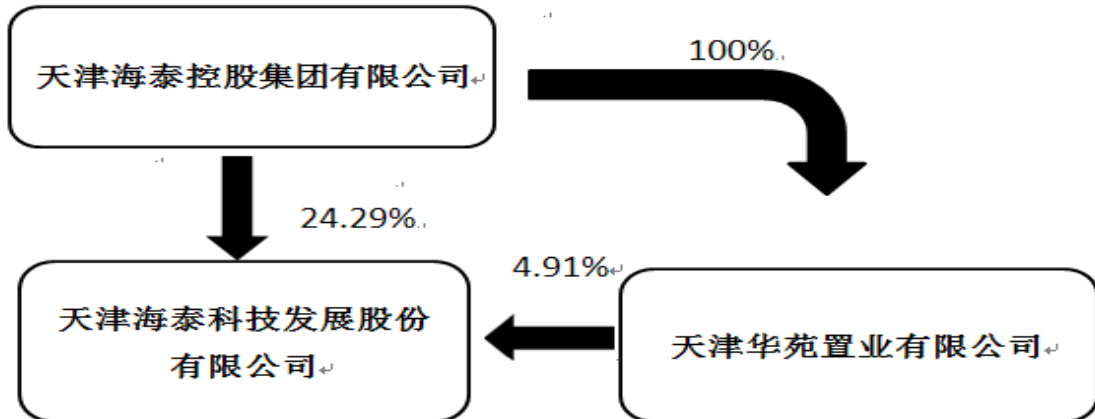 天津海泰控股集团有限公司
100%
24.29%
4.91%
天津海泰科技发展股份
有限公司
天津华苑置业有限公司